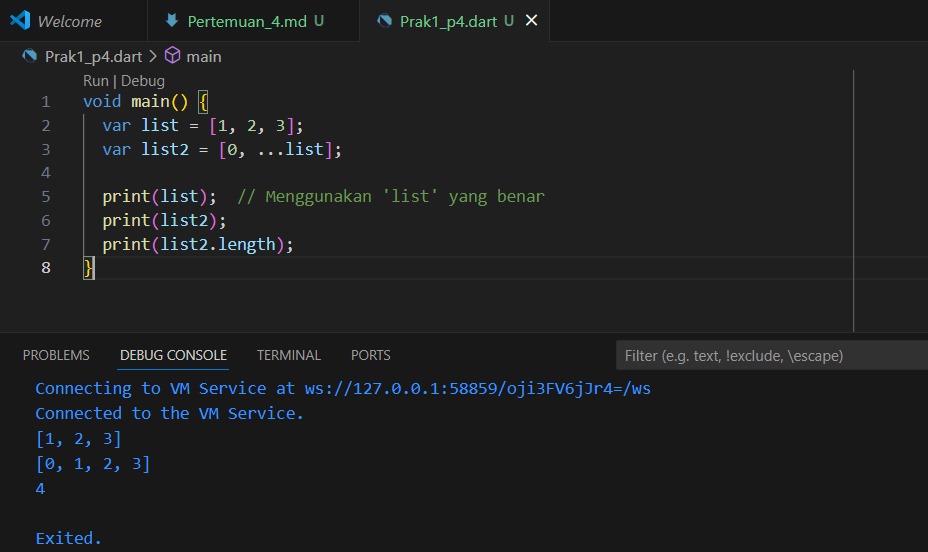 Welcome Pertemuan_4.md U Prak1_p4.dart U
Prak1_p4.dart > main
Run | Debug
1 void main() {
2   var list = [1, 2, 3];
3   var list2 = [0, ...list];
4
5   print(list);  // Menggunakan 'list' yang benar
6   print(list2);
7   print(list2.length);
8 }
PROBLEMS DEBUG CONSOLE TERMINAL PORTS Filter (e.g. text, !exclude, \escape)
Connecting to VM Service at ws://127.0.0.1:58859/oji3FV6jJr4=/ws
Connected to the VM Service.
[1, 2, 3]
[0, 1, 2, 3]
4
Exited.